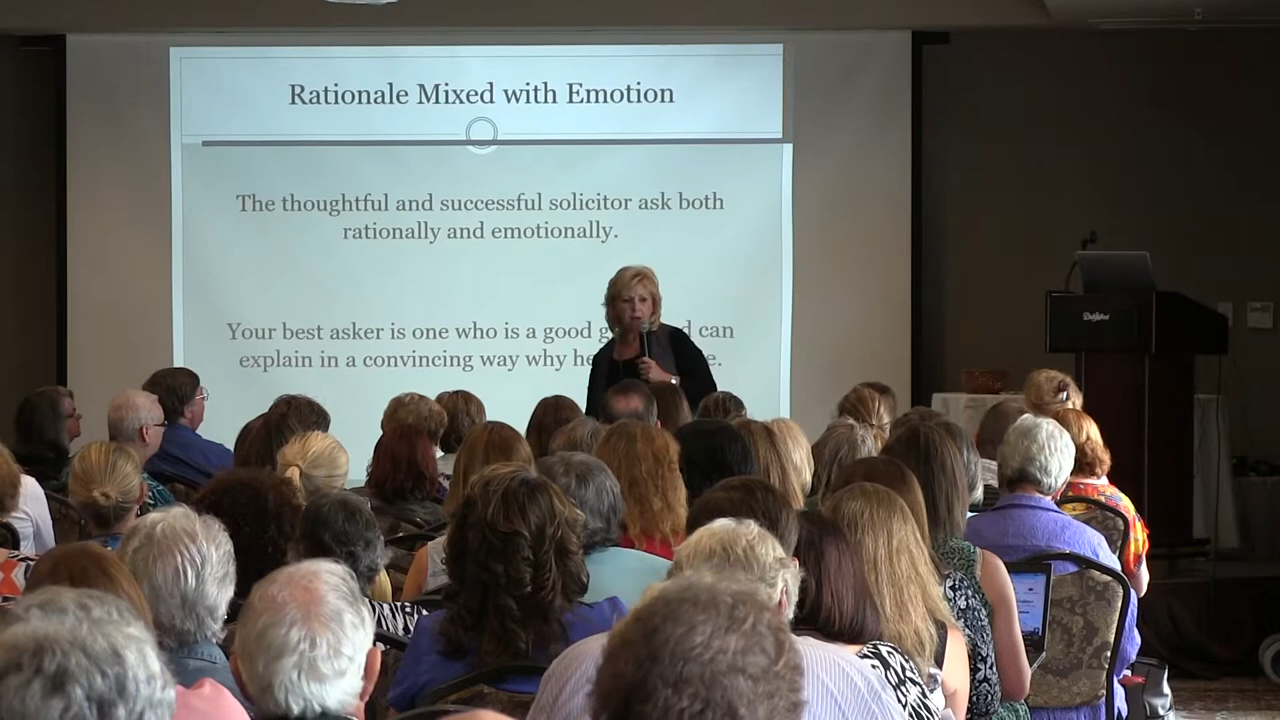 Rationale Mixed with Emotion
The thoughtful and successful solicitor ask both
rationally and emotionally.
Your best asker is one who is a good can
explain in a convincing way why